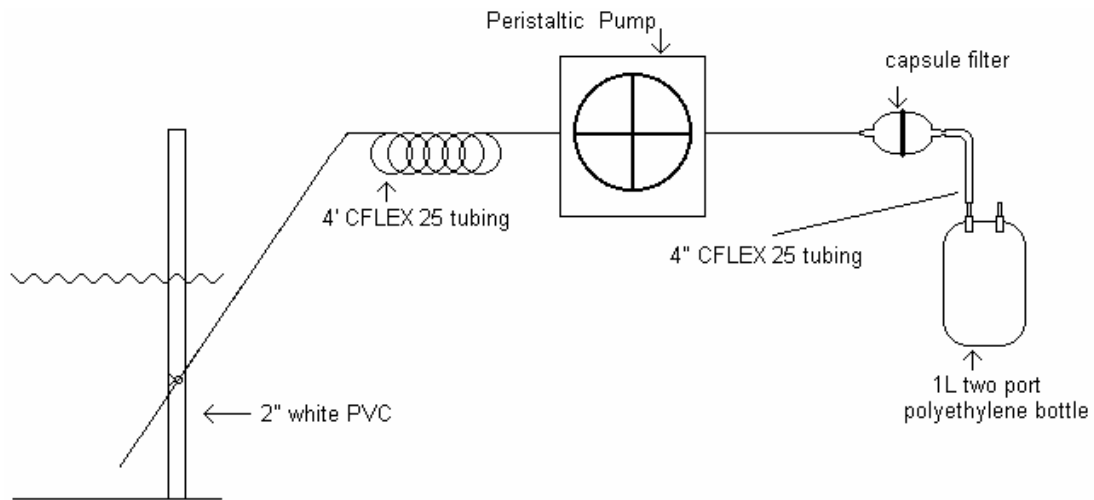 Peristaltic Pump
capsule filter
4' CFLEX 25 tubing
4" CFLEX 25 tubing
2" white PVC
1L two port
polyethylene bottle